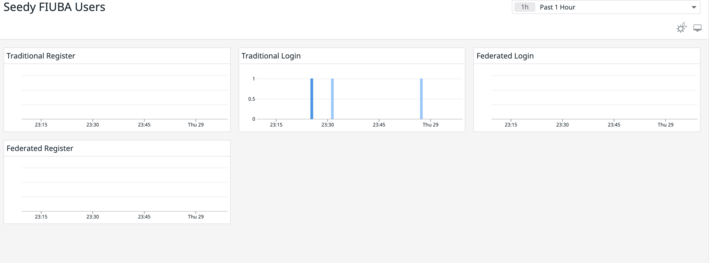 Seedy FIUBA Users
1h Past 1 Hour
Traditional Register
23:15 23:30 23:45 Thu 29
Traditional Login
1
0.5
0
23:15 23:30 23:45 Thu 29
Federated Login
23:15 23:30 23:45 Thu 29
Federated Register
23:15 23:30 23:45 Thu 29